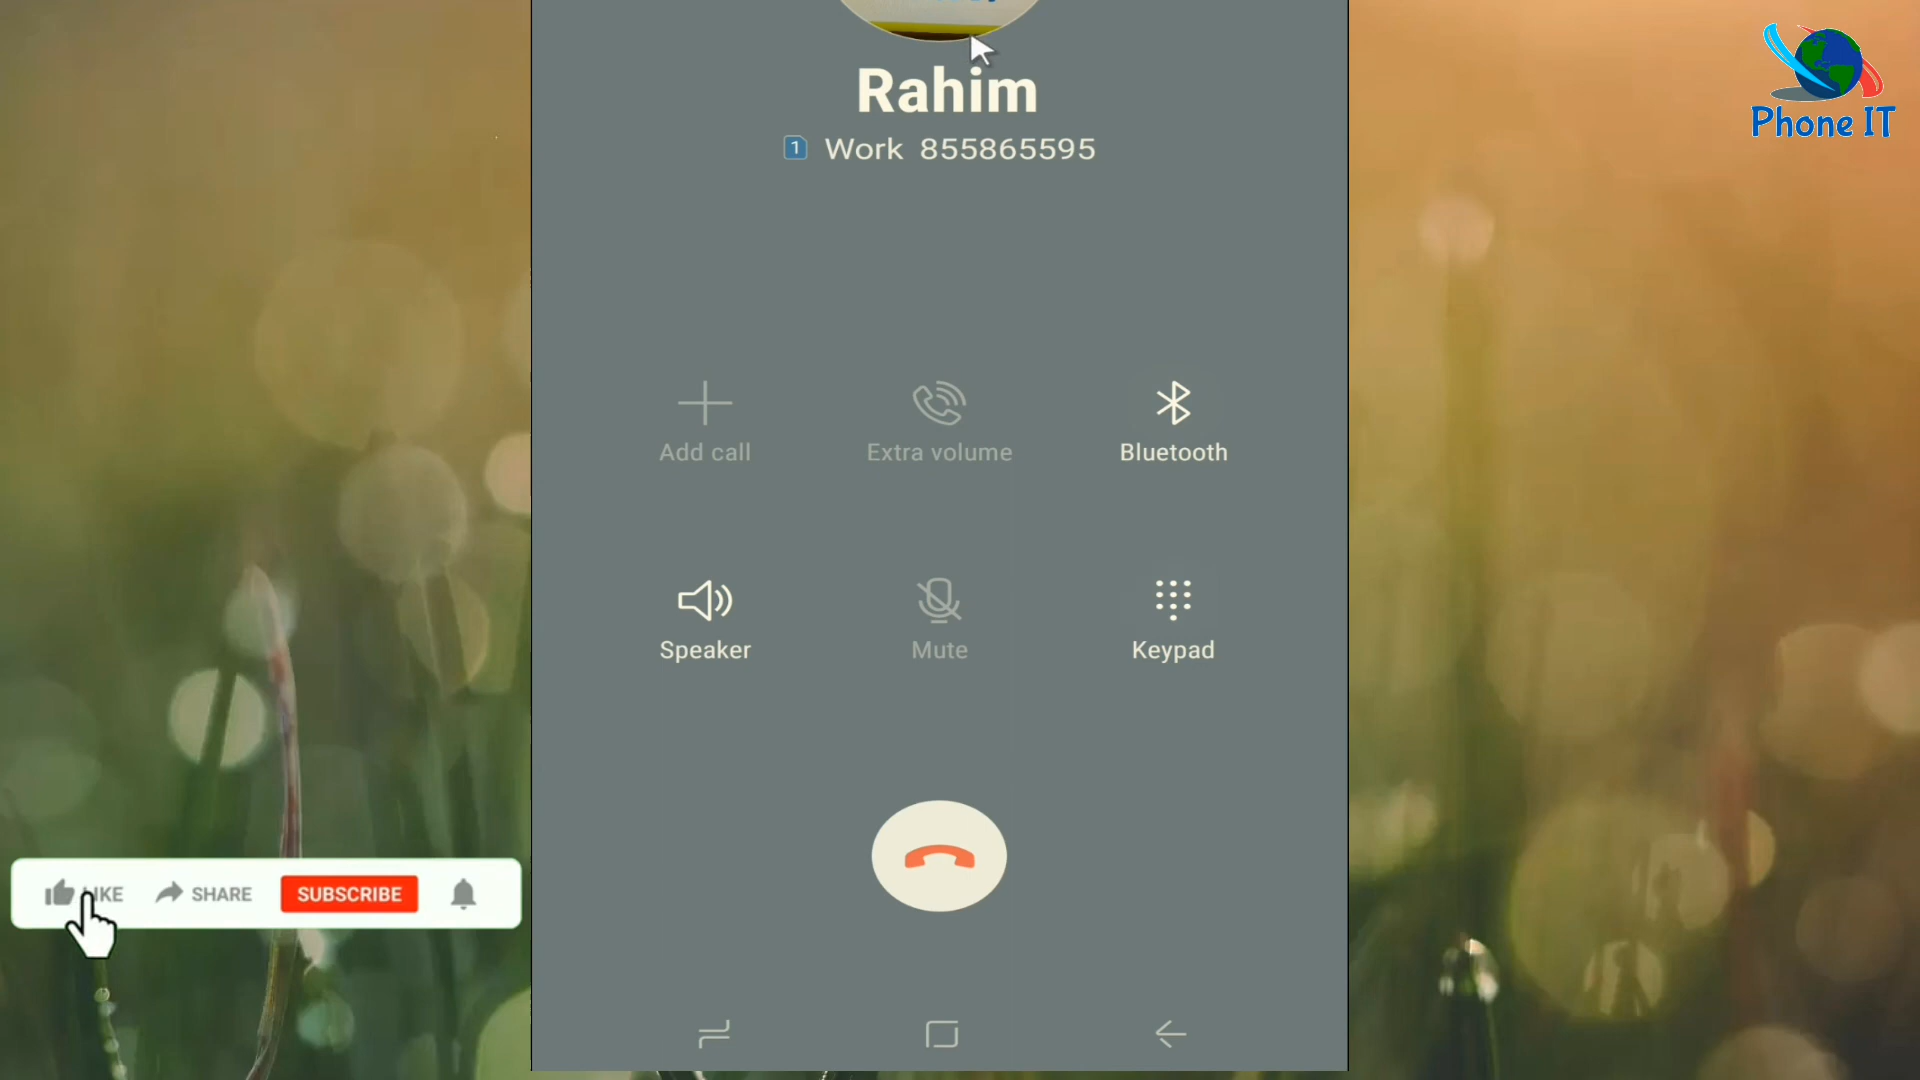 Phone IT
Rahim
1 Work 855865595
Add call
Extra volume
Bluetooth
Speaker
Mute
Keypad
SHARE
SUBSCRIBE